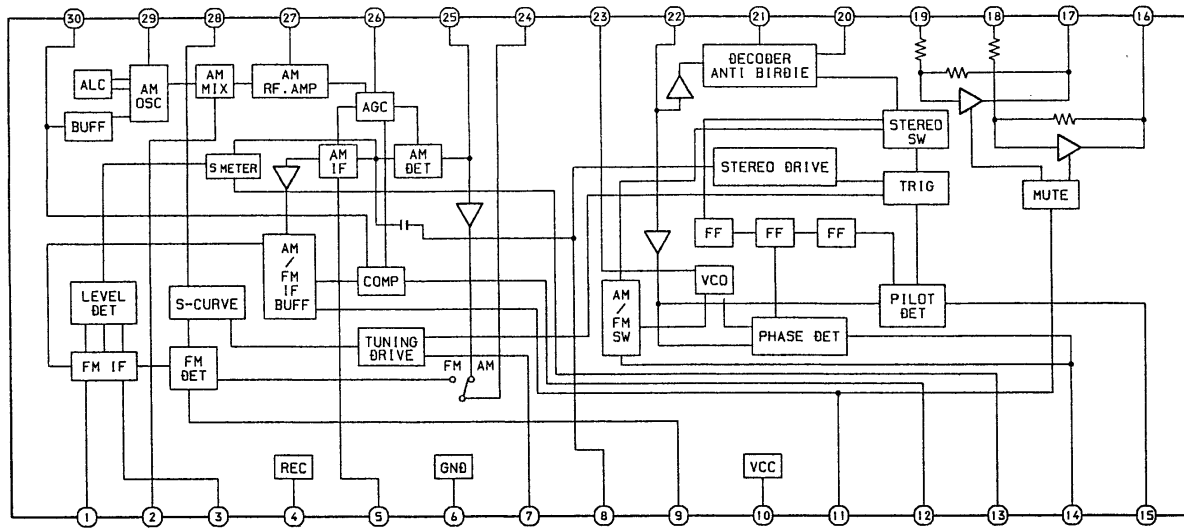 30 29 28 27 26 25 24 23 22 21 20 19 18 17 16
ALC
AM
OSC
AM
MIX
AM
RF.AMP
DECODER
ANTI BIRDIE
BUFF
AGC
STEREO
SW
S METER
AM
IF
AM
DET
STEREO DRIVE
TRIG
MUTE
AM
/
FM
IF
BUFF
FF
FF
FF
LEVEL
DET
S-CURVE
COMP
AM
/
FM
SW
VCO
PILOT
DET
TUNING
DRIVE
PHASE DET
FM IF
FM
DET
FM AM
REC
GND
VCC
1 2 3 4 5 6 7 8 9 10 11 12 13 14 15